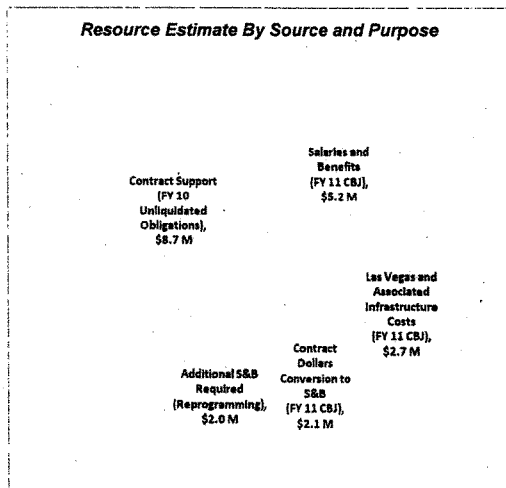 Resource Estimate By Source and Purpose
Salaries and
Benefits
(FY 11 CBJ),
$5.2 M
Contract Support
(FY 10
Unliquidated
Obligations),
$8.7 M
Las Vegas and
Associated
Infrastructure
Costs
(FY 11 CBJ),
$2.7 M
Contract
Dollars
Conversion to
S&B
(FY 11 CBJ),
$2.1 M
Additional S&B
Required
(Reprogramming),
$2.0 M